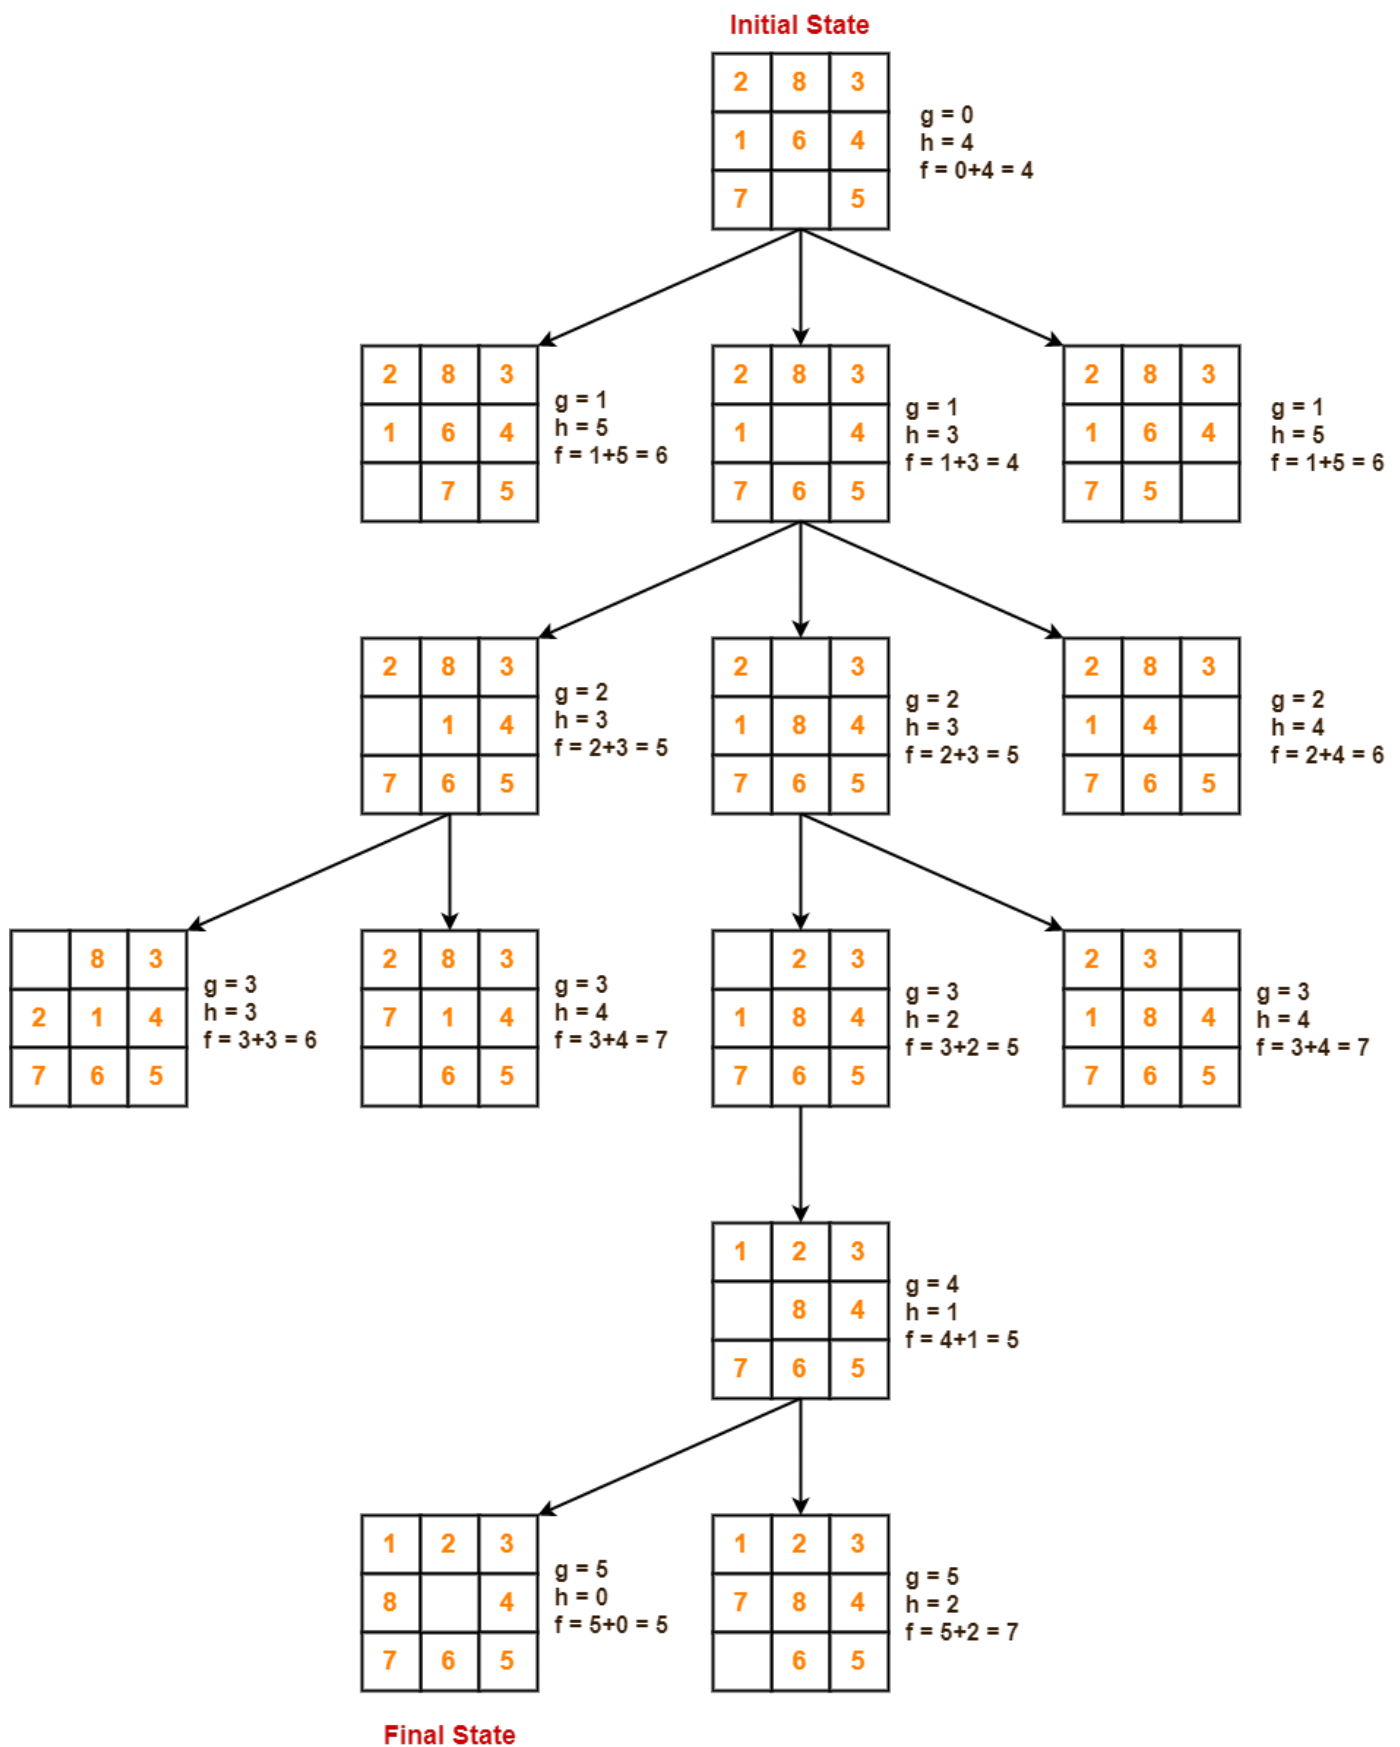 Initial State
2 8 3
1 6 4
7 5
g = 0
h = 4
f = 0+4 = 4
2 8 3
1 6 4
7 5
g = 1
h = 5
f = 1+5 = 6
2 8 3
1 4
7 6 5
g = 1
h = 3
f = 1+3 = 4
2 8 3
1 6 4
7 5
g = 1
h = 5
f = 1+5 = 6
2 8 3
1 4
7 6 5
g = 2
h = 3
f = 2+3 = 5
2 3
1 8 4
7 6 5
g = 2
h = 3
f = 2+3 = 5
2 8 3
1 4
7 6 5
g = 2
h = 4
f = 2+4 = 6
8 3
2 1 4
7 6 5
g = 3
h = 3
f = 3+3 = 6
2 8 3
7 1 4
6 5
g = 3
h = 4
f = 3+4 = 7
2 3
1 8 4
7 6 5
g = 3
h = 2
f = 3+2 = 5
2 3
1 8 4
7 6 5
g = 3
h = 4
f = 3+4 = 7
1 2 3
8 4
7 6 5
g = 4
h = 1
f = 4+1 = 5
1 2 3
8 4
7 6 5
g = 5
h = 0
f = 5+0 = 5
1 2 3
7 8 4
6 5
g = 5
h = 2
f = 5+2 = 7
Final State